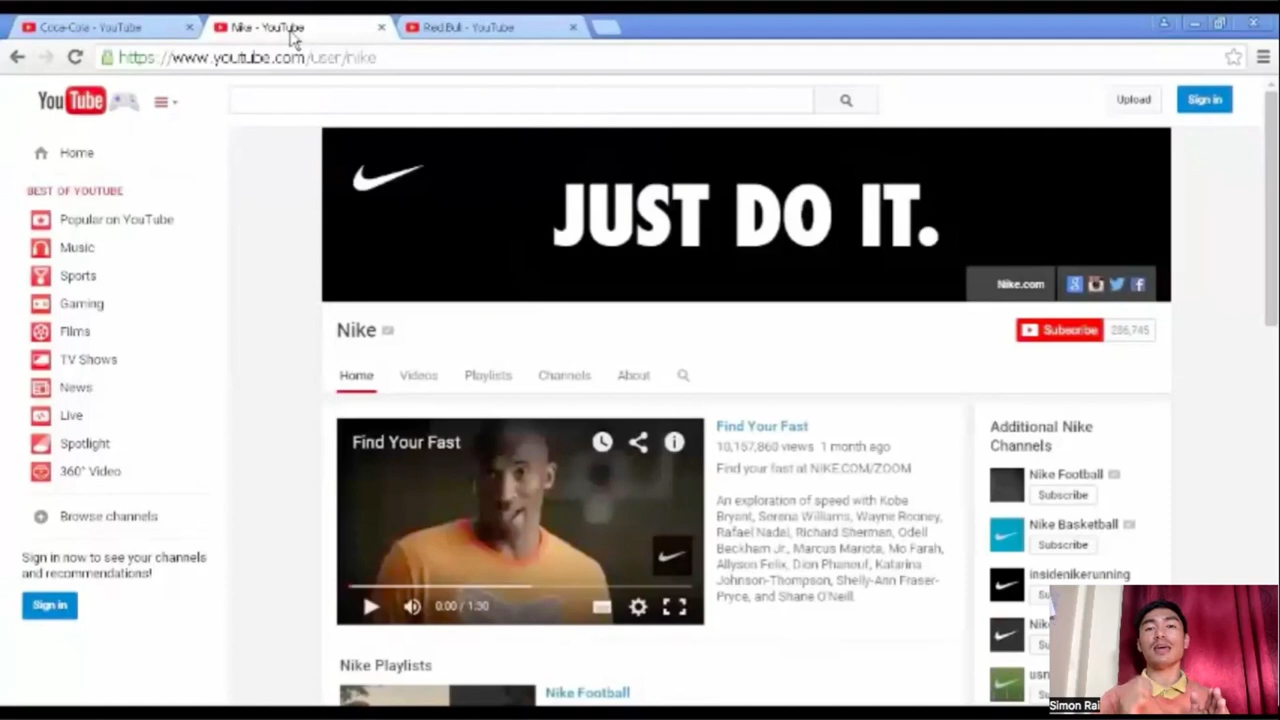 Coca-Cola - YouTube
Nike - YouTube
Red Bull - YouTube
https://www.youtube.com/user/nike
YouTube
Upload
Sign in
Home
BEST OF YOUTUBE
Popular on YouTube
Music
Sports
Gaming
Films
TV Shows
News
Live
Spotlight
360° Video
Browse channels
Sign in now to see your channels
and recommendations!
Sign in
JUST DO IT.
Nike.com
Nike
Subscribe
286,745
Home
Videos
Playlists
Channels
About
Find Your Fast
0:00 / 1:30
Find Your Fast
10,157,860 views 1 month ago
Find your fast at NIKE.COM/ZOOM
An exploration of speed with Kobe
Bryant, Serena Williams, Wayne Rooney,
Rafael Nadal, Richard Sherman, Odell
Beckham Jr., Marcus Mariota, Mo Farah,
Allyson Felix, Dion Phaneuf, Katarina
Johnson-Thompson, Shelly-Ann Fraser-
Pryce, and Shane O'Neill.
Nike Playlists
Nike Football
Additional Nike
Channels
Nike Football
Subscribe
Nike Basketball
Subscribe
insidenikerunning
Su
Nik
Su
usn
Su
Simon Rai